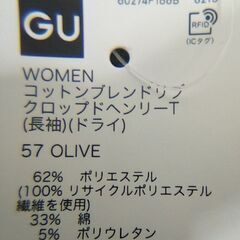 GU
RFID
(ICタグ)
WOMEN
コットンブレンドリブ
クロップドヘンリーT
(長袖)(ドライ)
57 OLIVE
62% ポリエステル
(100% リサイクルポリエステル
繊維を使用)
33% 綿
5% ポリウレタン